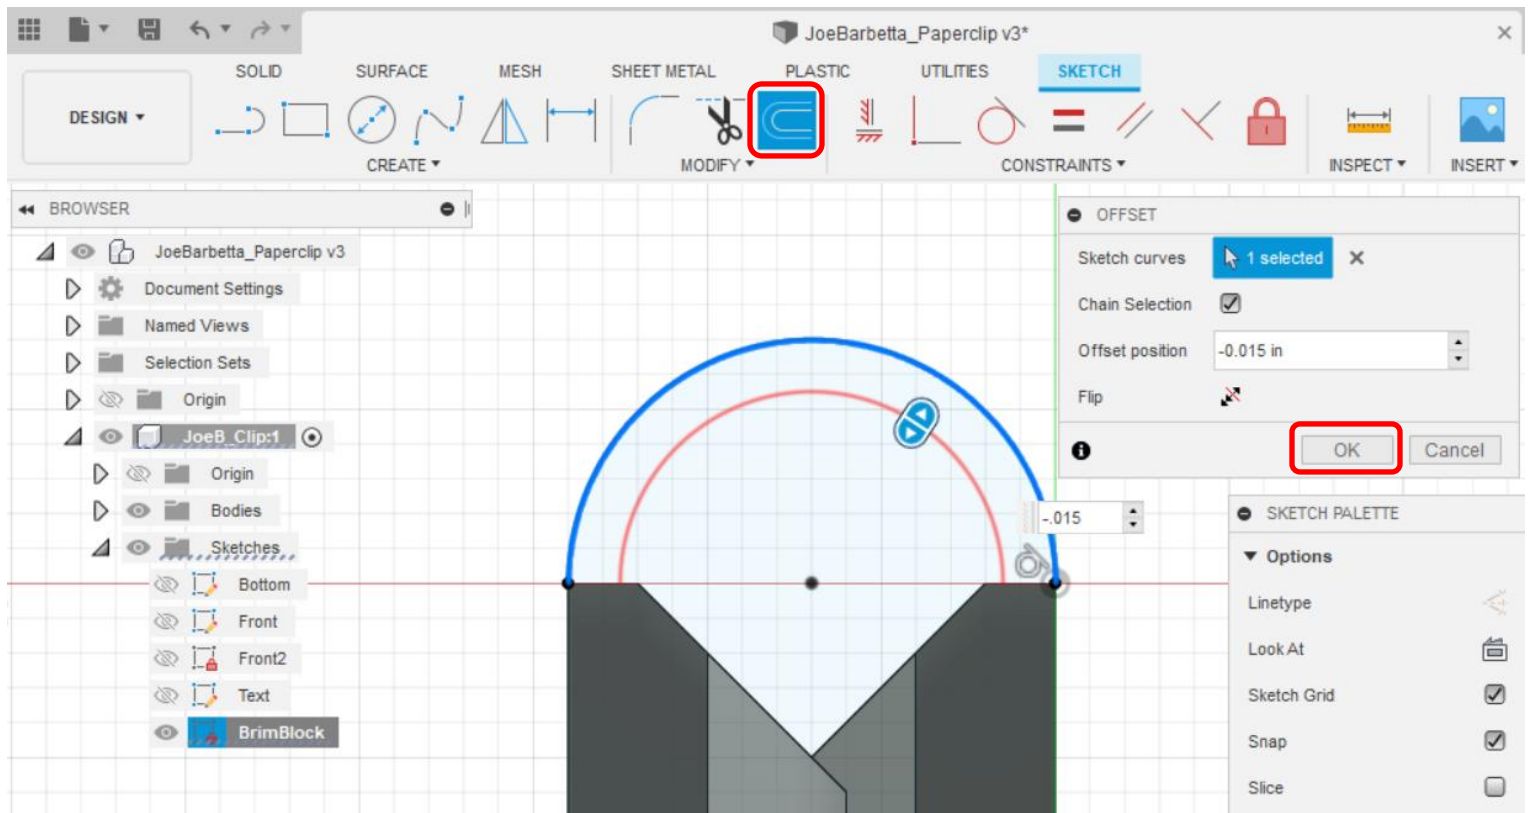 JoeBarbetta_Paperclip v3*
SOLID SURFACE MESH SHEET METAL PLASTIC UTILITIES SKETCH
DESIGN
CREATE MODIFY CONSTRAINTS INSPECT INSERT
BROWSER
JoeBarbetta_Paperclip v3
Document Settings
Named Views
Selection Sets
Origin
JoeB_Clip:1
Origin
Bodies
Sketches
Bottom
Front
Front2
Text
BrimBlock
-.015
OFFSET
Sketch curves 1 selected
Chain Selection
Offset position -0.015 in
Flip
OK Cancel
SKETCH PALETTE
Options
Linetype
Look At
Sketch Grid
Snap
Slice